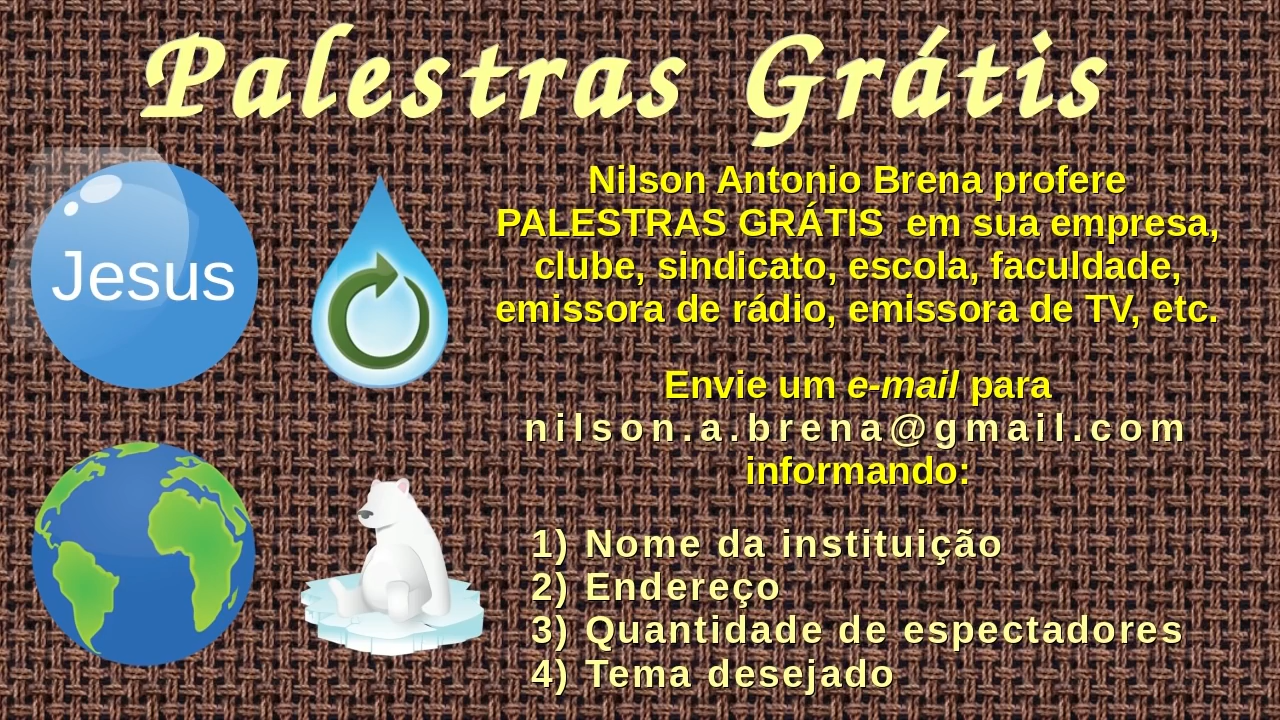 Palestras Grátis
Jesus
Nilson Antonio Brena profere
PALESTRAS GRÁTIS em sua empresa,
clube, sindicato, escola, faculdade,
emissora de rádio, emissora de TV, etc.
Envie um e-mail para
nilson.a.brena@gmail.com
informando:
1) Nome da instituição
2) Endereço
3) Quantidade de espectadores
4) Tema desejado